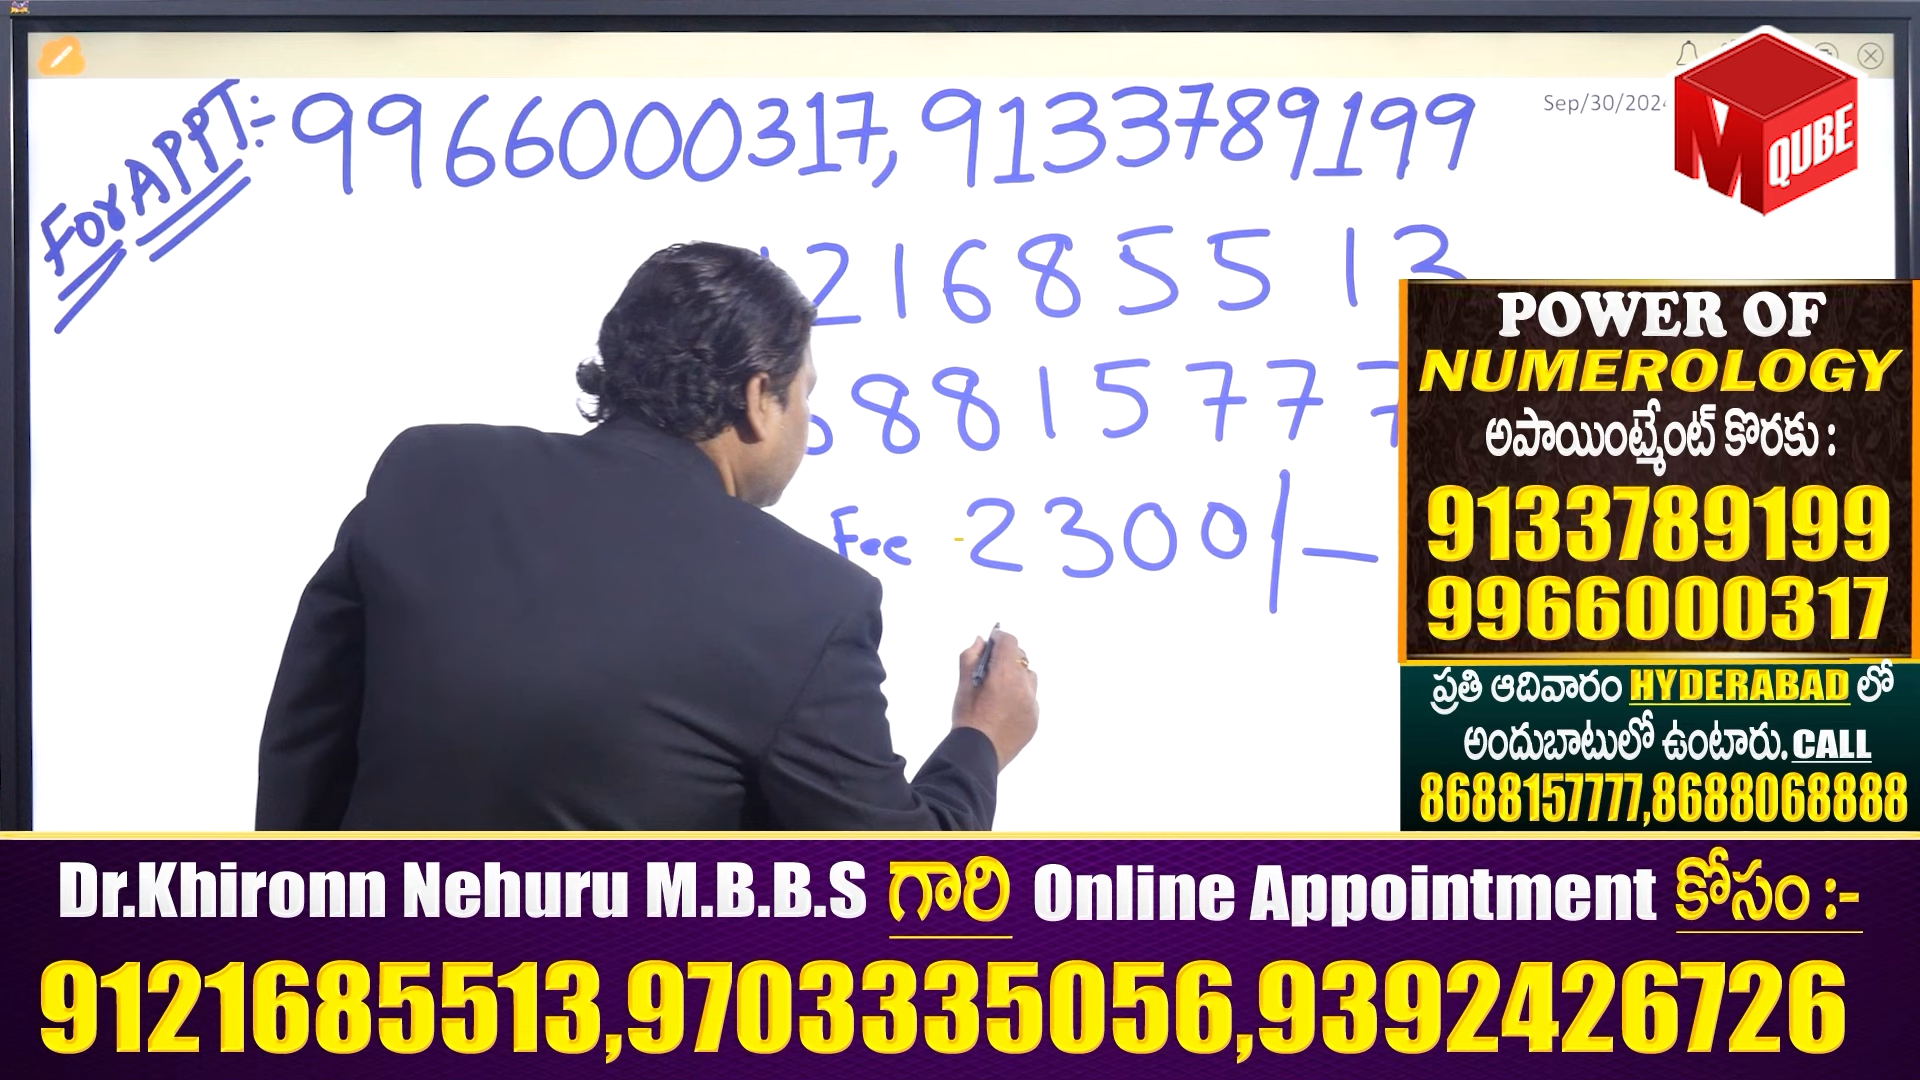 For APPT:- 9966000317, 9133789199
Sep/30/202
M QUBE
21685513
8815777
Fee - 2300/-
POWER OF
NUMEROLOGY
అపాయింట్మేంట్ కొరకు :
9133789199
9966000317
ప్రతి ఆదివారం HYDERABAD లో
అందుబాటులో ఉంటారు. CALL
8688157777,8688068888
Dr.Khironn Nehuru M.B.B.S గారి Online Appointment కోసం :-
9121685513,9703335056,9392426726